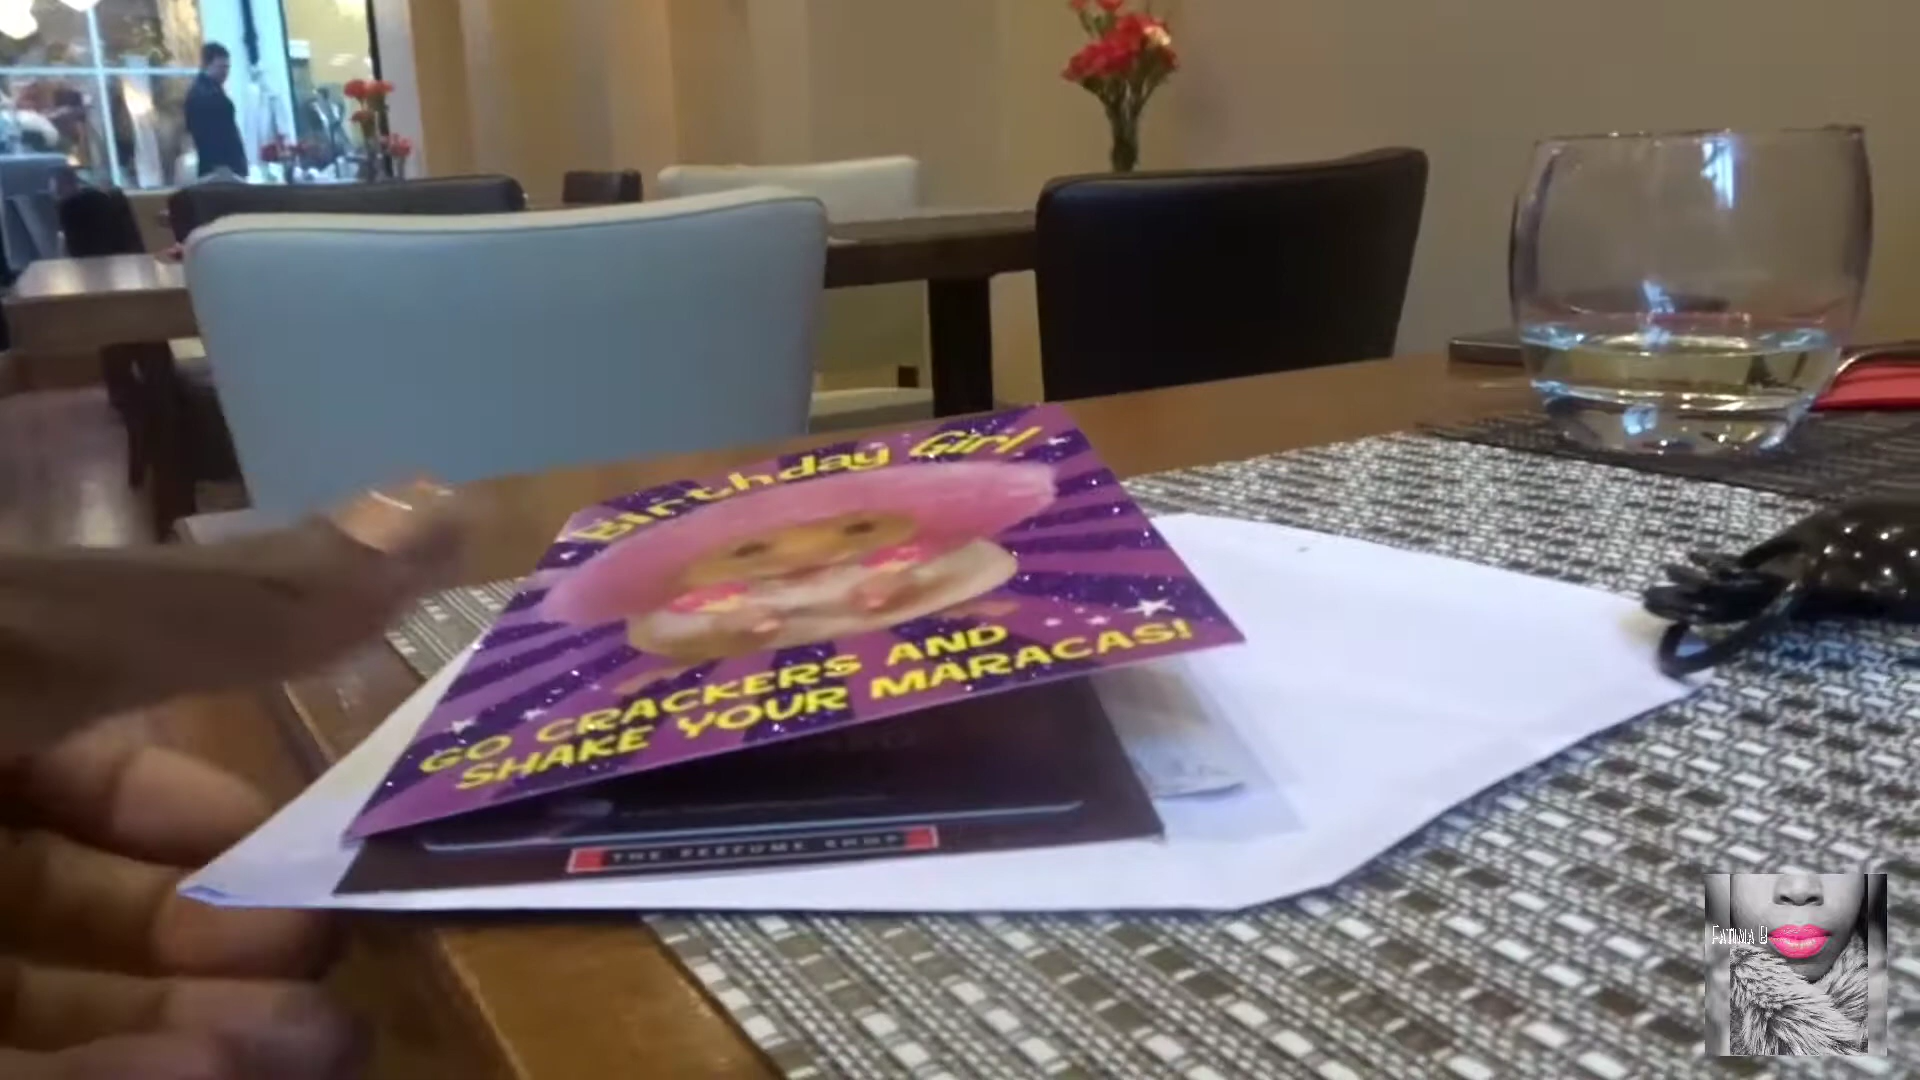 Birthday Girl
GO CRACKERS AND
SHAKE YOUR MARACAS!
THE PERFUME SHOP
Fatima B